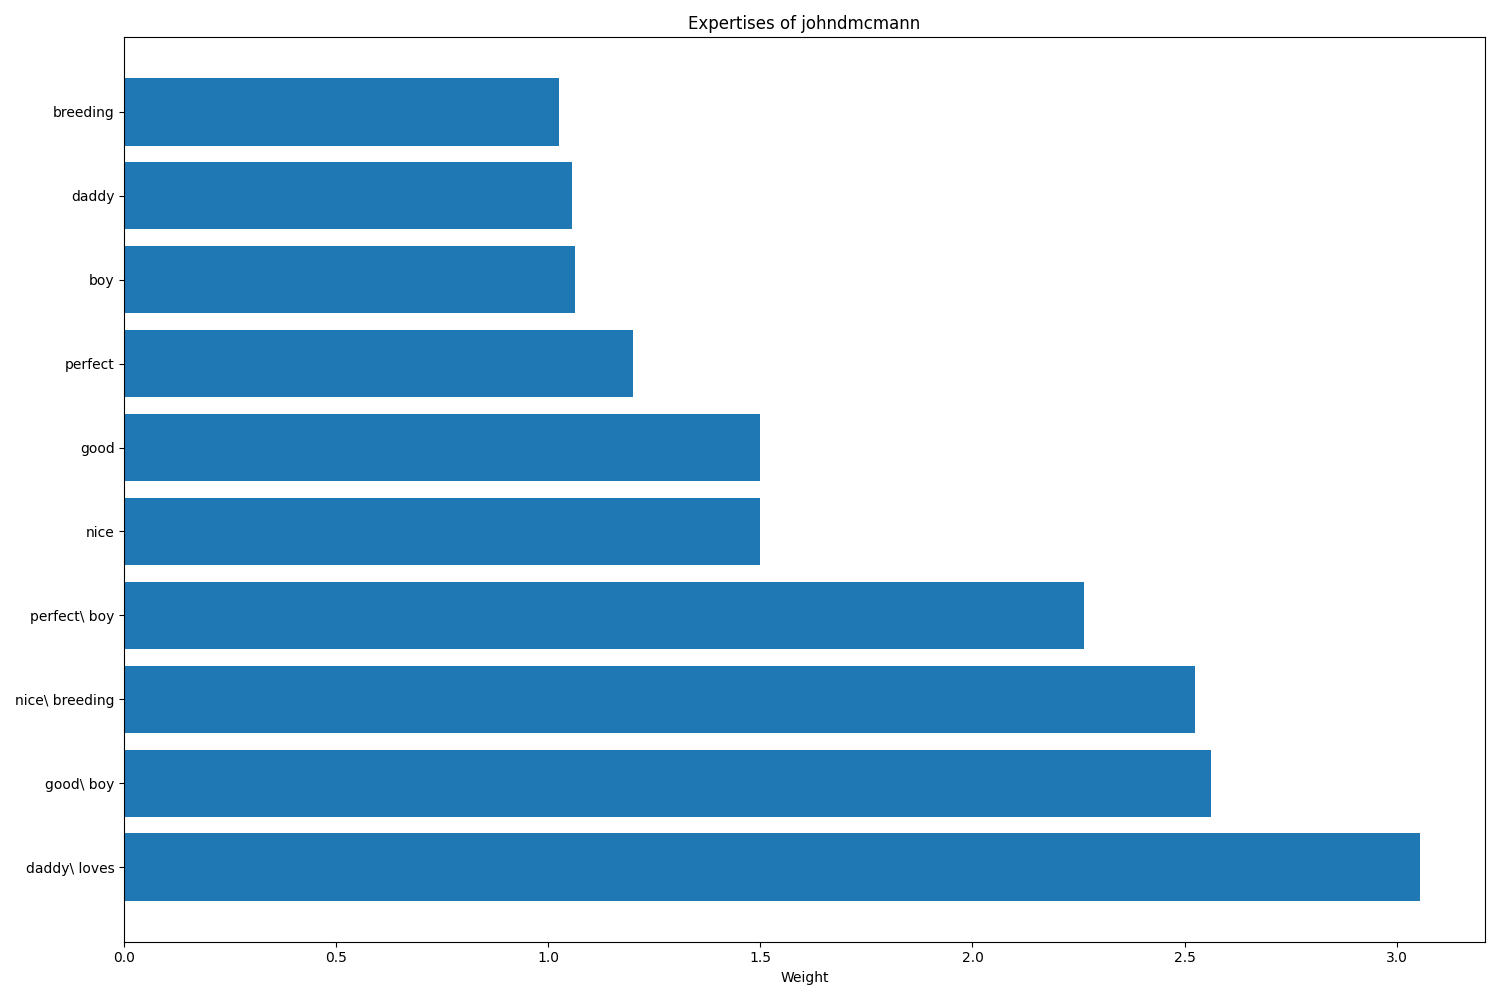 Expertises of johndmcmann
breeding
daddy
boy
perfect
good
nice
perfect\ boy
nice\ breeding
good\ boy
daddy\ loves
0.0 0.5 1.0 1.5 2.0 2.5 3.0
Weight